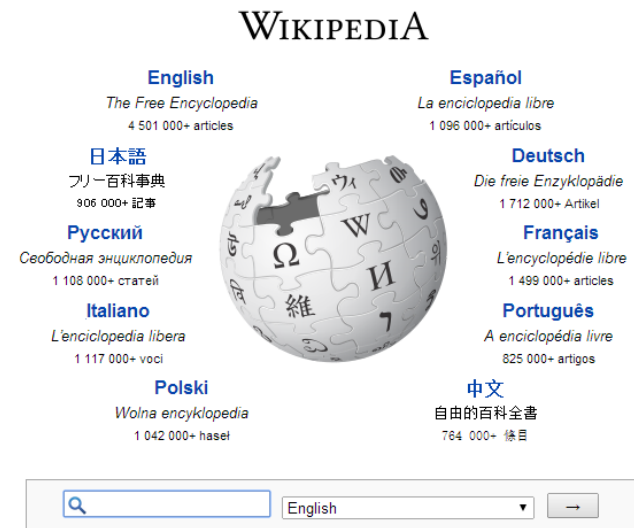 WIKIPEDIA
English
The Free Encyclopedia
4 501 000+ articles
Español
La enciclopedia libre
1 096 000+ artículos
日本語
フリー百科事典
906 000+ 記事
Deutsch
Die freie Enzyklopädie
1 712 000+ Artikel
Русский
Свободная энциклопедия
1 108 000+ статей
Français
L'encyclopédie libre
1 499 000+ articles
Italiano
L'enciclopedia libera
1 117 000+ voci
Português
A enciclopédia livre
825 000+ artigos
Polski
Wolna encyklopedia
1 042 000+ haseł
中文
自由的百科全書
764 000+ 條目
ウィ
W
Ω
И
維
7
English
→